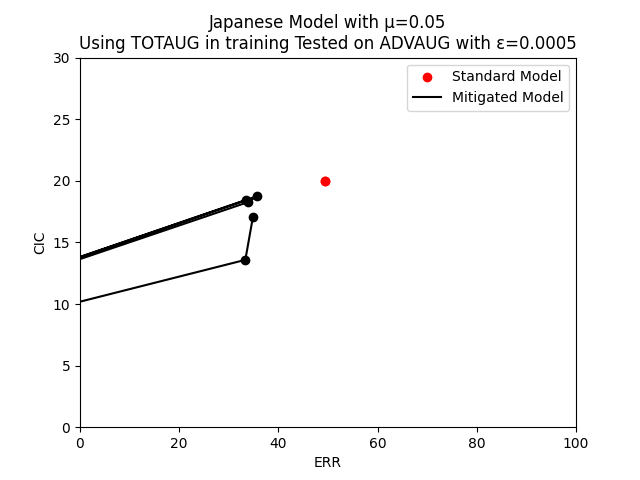 Japanese Model with μ=0.05
Using TOTAUG in training Tested on ADVAUG with ε=0.0005
Standard Model
Mitigated Model
30
25
20
15
10
5
0
CIC
0 20 40 60 80 100
ERR